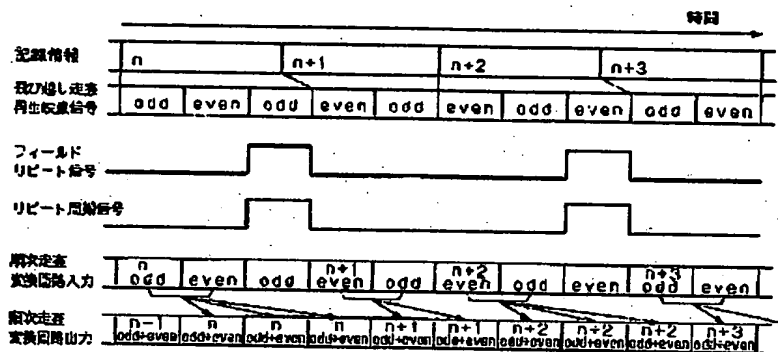 時間
記録情報
n n+1 n+2 n+3
飛び越し走査
再生映像信号
odd even odd even odd even odd even odd even
フィールド
リピート信号
リピート周期信号
順次走査
変換回路入力
n n+1 n+2 n+3
odd even odd even odd even odd even odd even
順次走査
変換回路出力
n-1 n n n n+1 n+1 n+2 n+2 n+2 n+3
odd+even odd+even odd+even odd+even odd+even odd+even odd+even odd+even odd+even odd+even